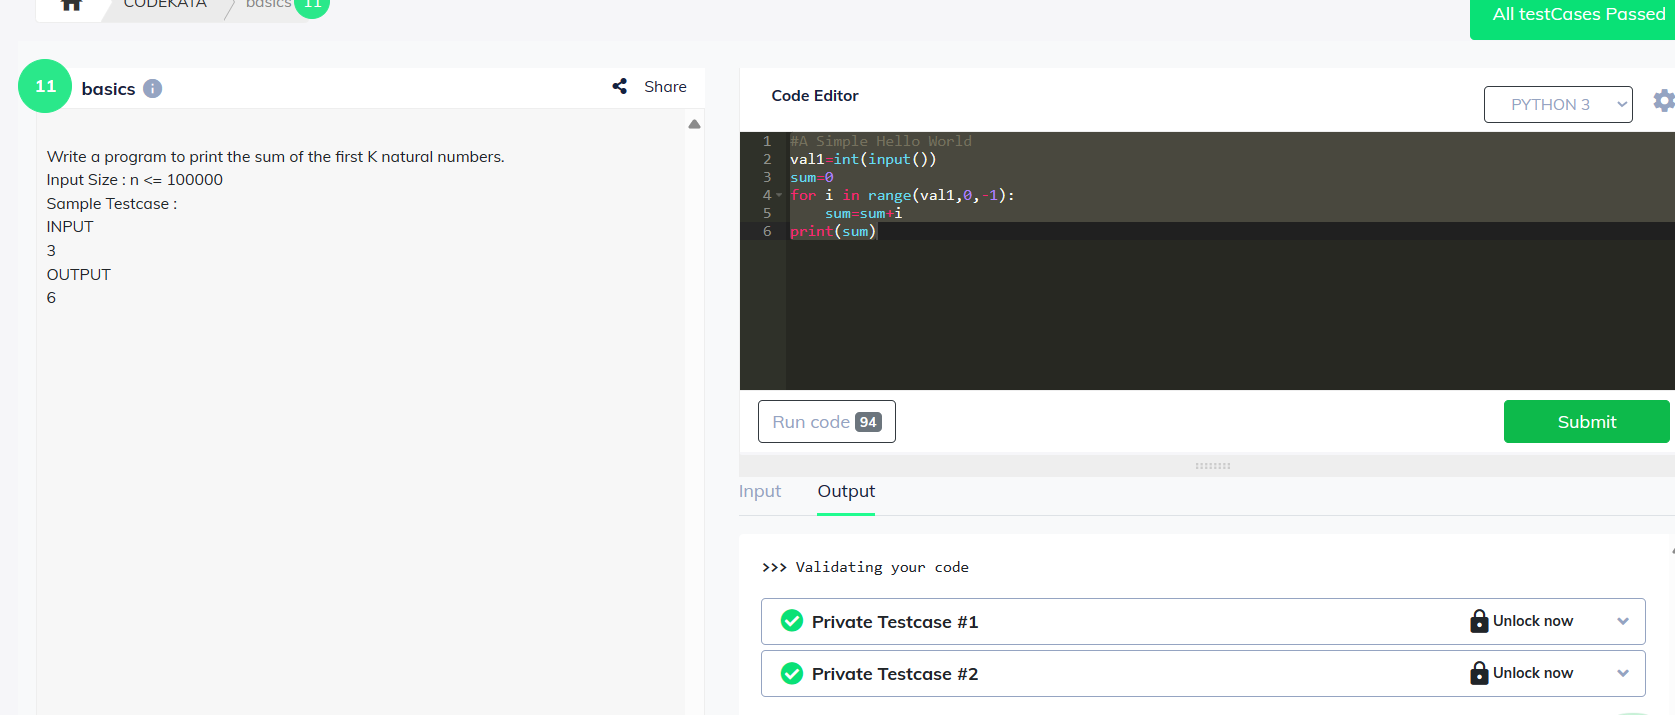 CODEKATA
basics
11
All testCases Passed
11
basics
i
Share
Write a program to print the sum of the first K natural numbers.
Input Size : n <= 100000
Sample Testcase :
INPUT
3
OUTPUT
6
Code Editor
PYTHON 3
1 #A Simple Hello World
2 val1=int(input())
3 sum=0
4 for i in range(val1,0,-1):
5     sum=sum+i
6 print(sum)
Run code 94
Submit
Input
Output
>>> Validating your code
Private Testcase #1
Unlock now
Private Testcase #2
Unlock now